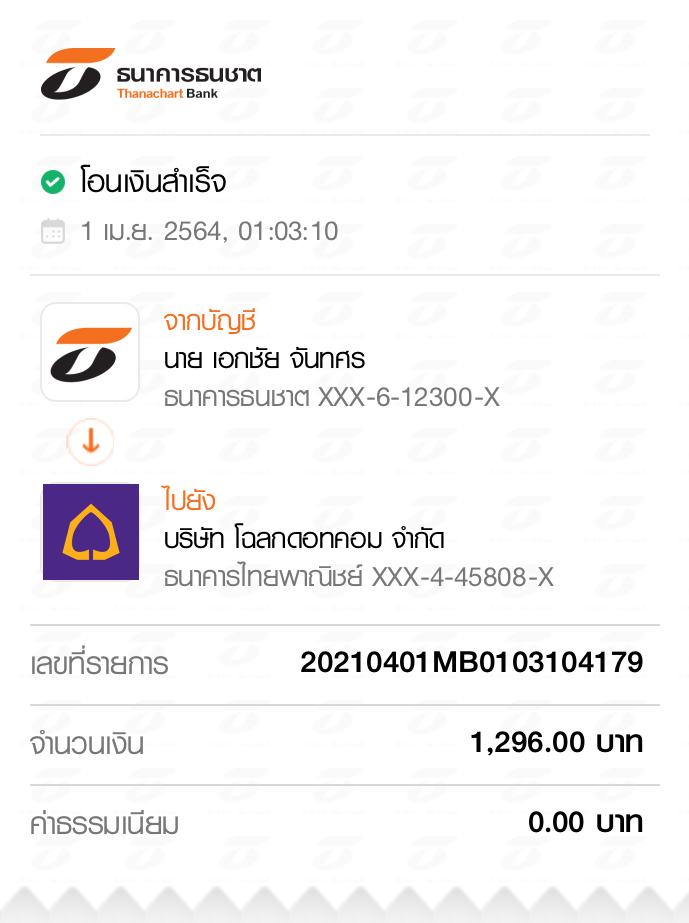 ธนาคารธนชาต
Thanachart Bank
โอนเงินสำเร็จ
1 เม.ย. 2564, 01:03:10
จากบัญชี
นาย เอกชัย จันทศร
ธนาคารธนชาต XXX-6-12300-X
ไปยัง
บริษัท โฉลกดอทคอม จำกัด
ธนาคารไทยพาณิชย์ XXX-4-45808-X
เลขที่รายการ 20210401MB0103104179
จำนวนเงิน 1,296.00 บาท
ค่าธรรมเนียม 0.00 บาท